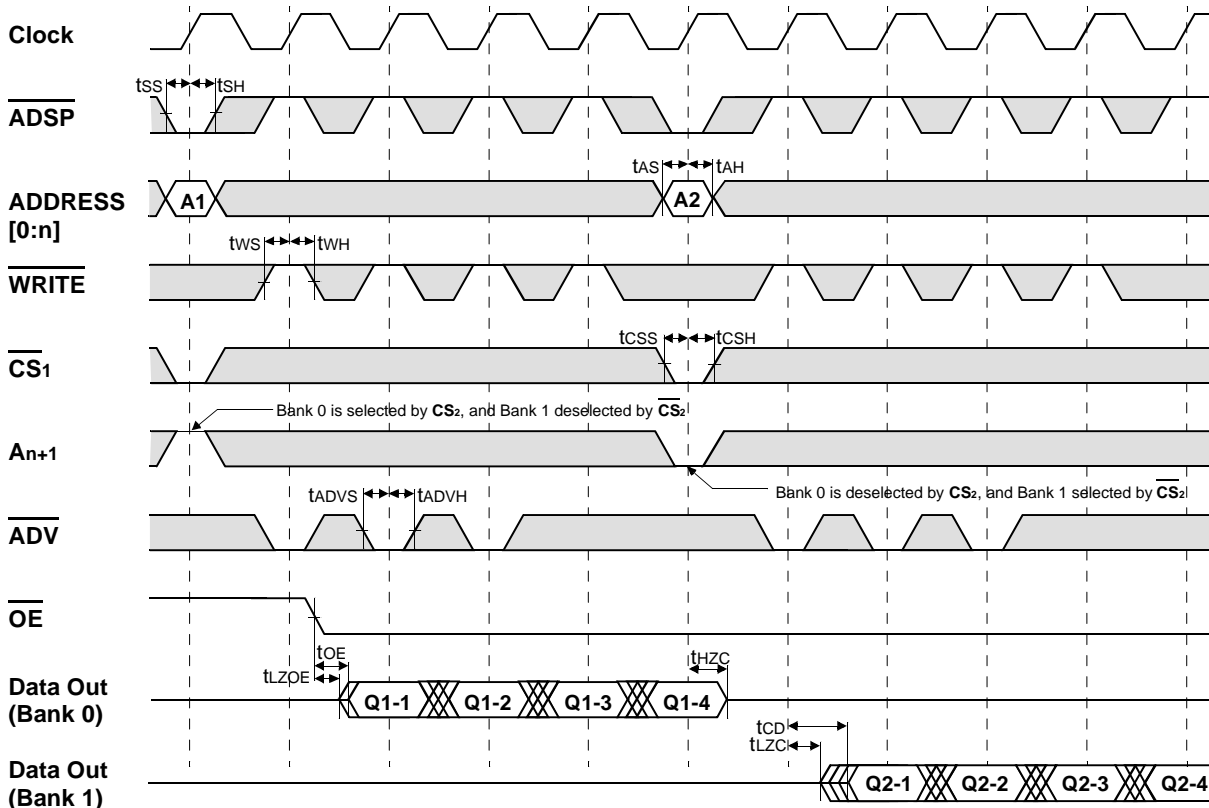 Clock
tSS tSH
ADSP
tAS tAH
ADDRESS
[0:n]
A1 A2
tWS tWH
WRITE
tCSS tCSH
CS1
Bank 0 is selected by CS2, and Bank 1 deselected by CS2
An+1
Bank 0 is deselected by CS2, and Bank 1 selected by CS2
tADVS tADVH
ADV
OE
tOE
tLZOE
tHZC
Data Out
(Bank 0)
Q1-1 Q1-2 Q1-3 Q1-4
tCD
tLZC
Data Out
(Bank 1)
Q2-1 Q2-2 Q2-3 Q2-4